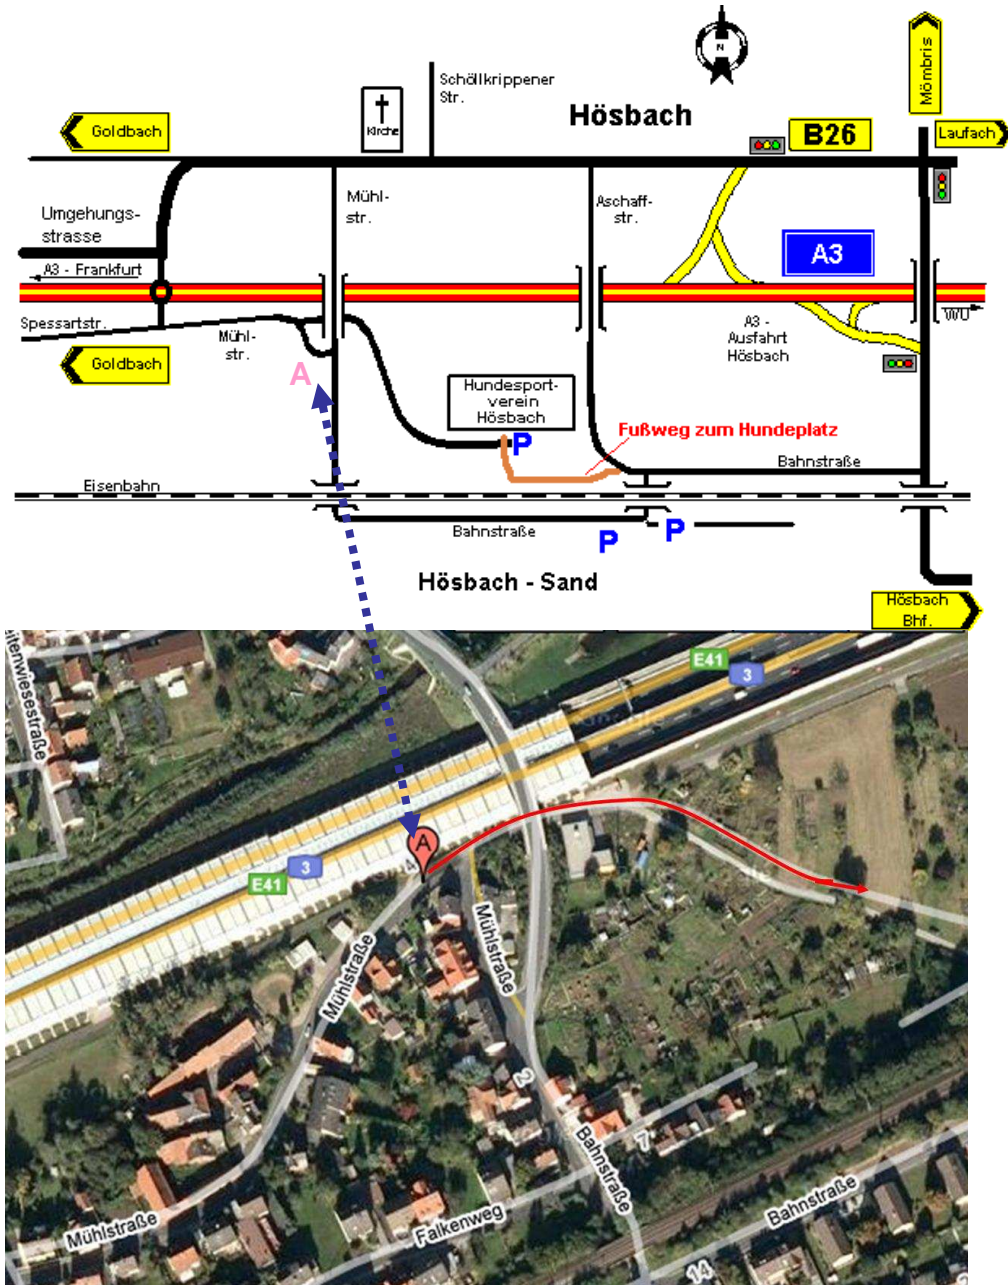 N
Mömbris
Schöllkrippener
Str.
Hösbach
Kirche
Goldbach
B26
Laufach
Umgehungs-
strasse
Mühl-
str.
Aschaff-
str.
A3 - Frankfurt
A3
WÜ
Spessartstr.
Mühl-
str.
A3 -
Ausfahrt
Hösbach
Goldbach
A
Hundesport-
verein
Hösbach
P
Fußweg zum Hundeplatz
Bahnstraße
Eisenbahn
Bahnstraße
P
P
Hösbach - Sand
Hösbach
Bhf.
eitenwiesestraße
E41
3
A
4
3
E41
Mühlstraße
Mühlstraße
2
7
Bahnstraße
Bahnstraße
Mühlstraße
Falkenweg
14